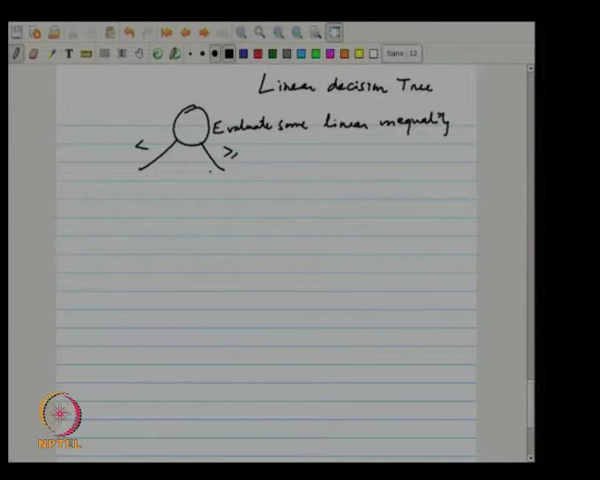 Linear decision Tree
Evaluate some linear inequality
< ≥
Sans - 12
NPTEL